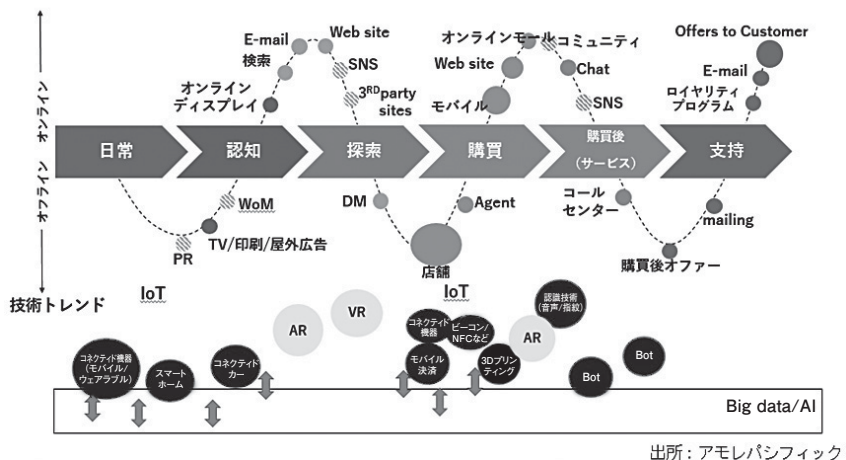 オンライン
オフライン
E-mail
検索
オンライン
ディスプレイ
Web site
SNS
3RDparty
sites
オンラインモール
コミュニティ
Web site
モバイル
Chat
SNS
Offers to Customer
E-mail
ロイヤリティ
プログラム
日常
認知
探索
購買
購買後
(サービス)
支持
WoM
TV/印刷/屋外広告
PR
DM
Agent
店舗
コール
センター
購買後オファー
mailing
技術トレンド
IoT
IoT
コネクティド機器
(モバイル/
ウェアラブル)
スマート
ホーム
コネクティド
カー
AR
VR
コネクティド
機器
ビーコン/
NFCなど
モバイル
決済
3Dプリン
ティング
AR
認識技術
(音声/指紋)
Bot
Bot
Big data/AI
出所：アモレパシフィック